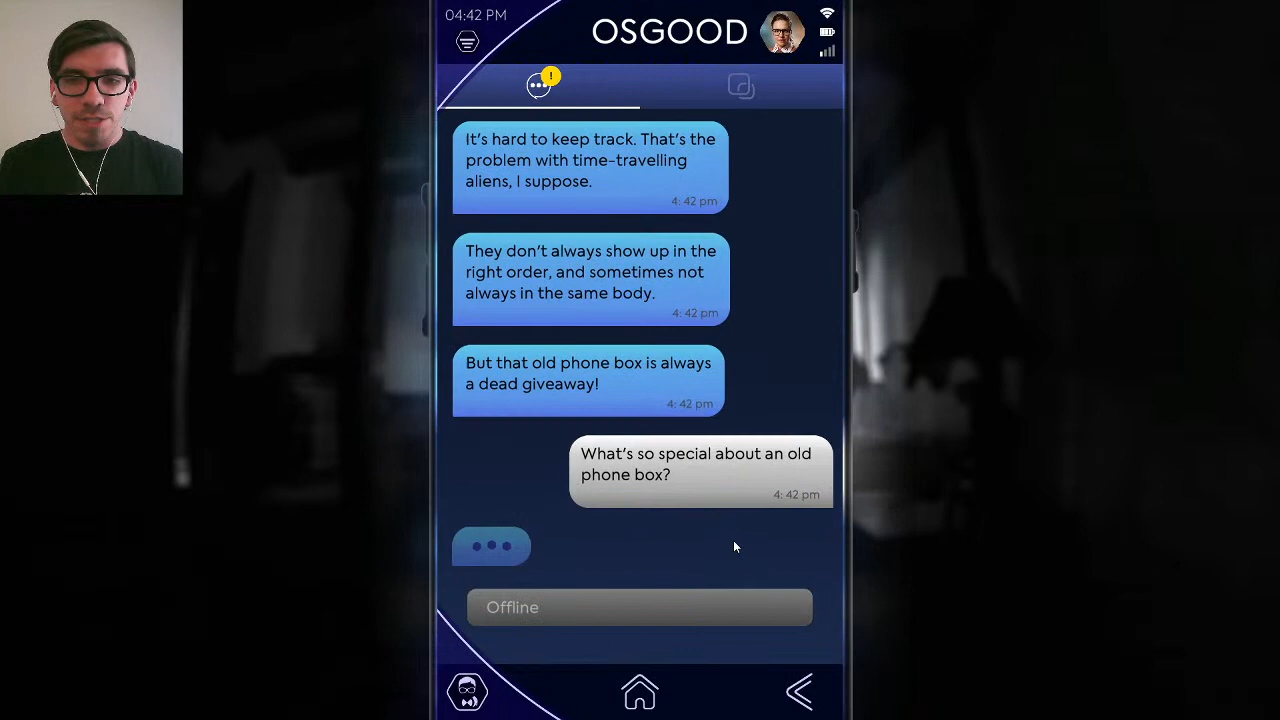 04:42 PM
OSGOOD
!
It's hard to keep track. That's the
problem with time-travelling
aliens, I suppose.
4: 42 pm
They don't always show up in the
right order, and sometimes not
always in the same body.
4: 42 pm
But that old phone box is always
a dead giveaway!
4: 42 pm
What's so special about an old
phone box?
4: 42 pm
Offline